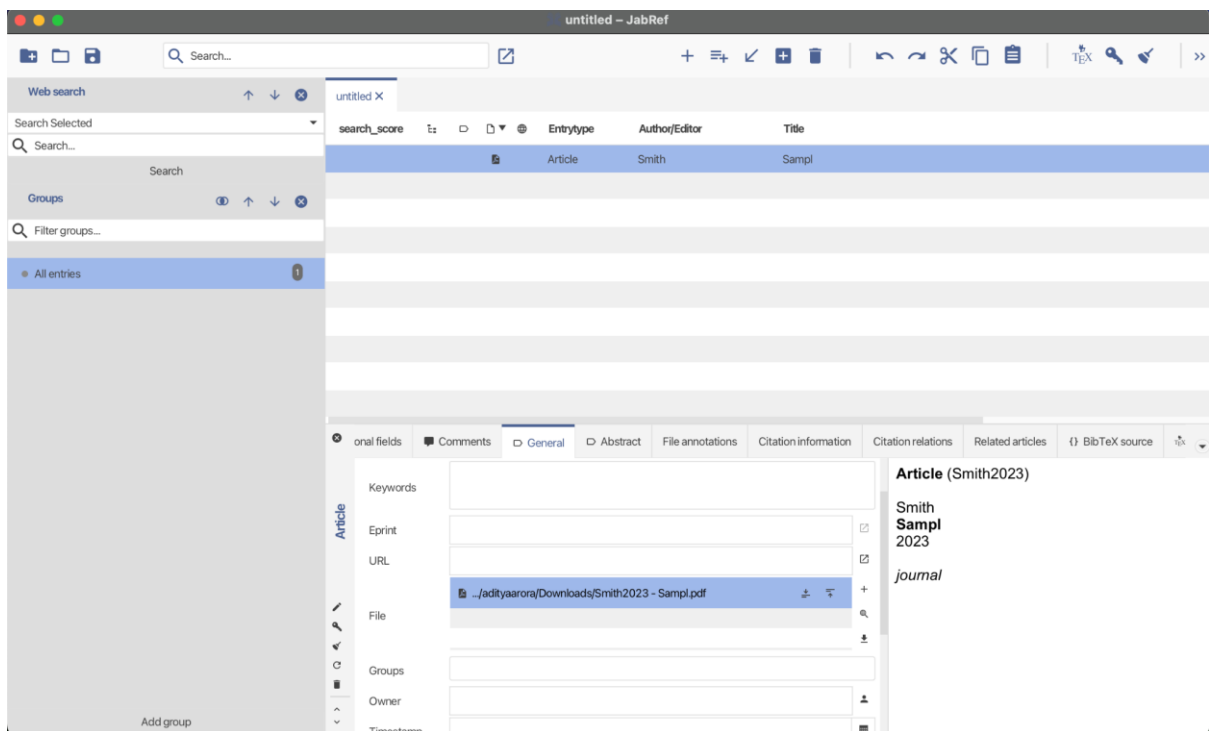 untitled – JabRef
Search...
Web search
Search Selected
Search...
Search
Groups
Filter groups...
All entries 1
Add group
untitled
search_score Entrytype Author/Editor Title
Article Smith Sampl
onal fields Comments General Abstract File annotations Citation information Citation relations Related articles {} BibTeX source TEX
Article
Keywords
Eprint
URL
File .../adityaarora/Downloads/Smith2023 - Sampl.pdf
Groups
Owner
Timestamp
Article (Smith2023)
Smith
Sampl
2023
journal
TEX